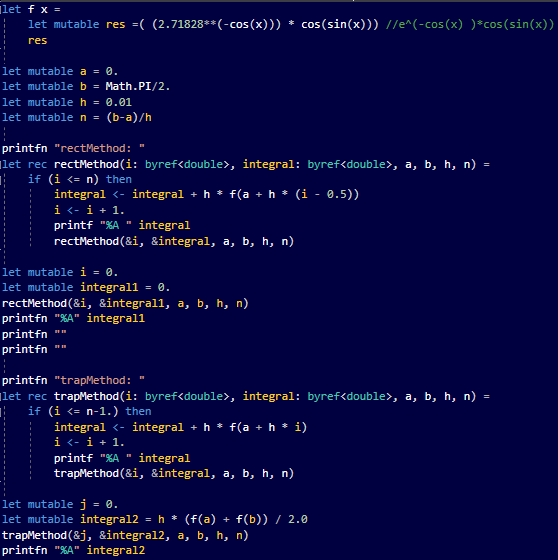 let f x =
let mutable res =( (2.71828**(-cos(x))) * cos(sin(x))) //e^(-cos(x) )*cos(sin(x))
res
let mutable a = 0.
let mutable b = Math.PI/2.
let mutable h = 0.01
let mutable n = (b-a)/h
printfn "rectMethod: "
let rec rectMethod(i: byref<double>, integral: byref<double>, a, b, h, n) =
if (i <= n) then
integral <- integral + h * f(a + h * (i - 0.5))
i <- i + 1.
printf "%A " integral
rectMethod(&i, &integral, a, b, h, n)
let mutable i = 0.
let mutable integral1 = 0.
rectMethod(&i, &integral1, a, b, h, n)
printfn "%A" integral1
printfn ""
printfn ""
printfn "trapMethod: "
let rec trapMethod(i: byref<double>, integral: byref<double>, a, b, h, n) =
if (i <= n-1.) then
integral <- integral + h * f(a + h * i)
i <- i + 1.
printf "%A " integral
trapMethod(&i, &integral, a, b, h, n)
let mutable j = 0.
let mutable integral2 = h * (f(a) + f(b)) / 2.0
trapMethod(&j, &integral2, a, b, h, n)
printfn "%A" integral2